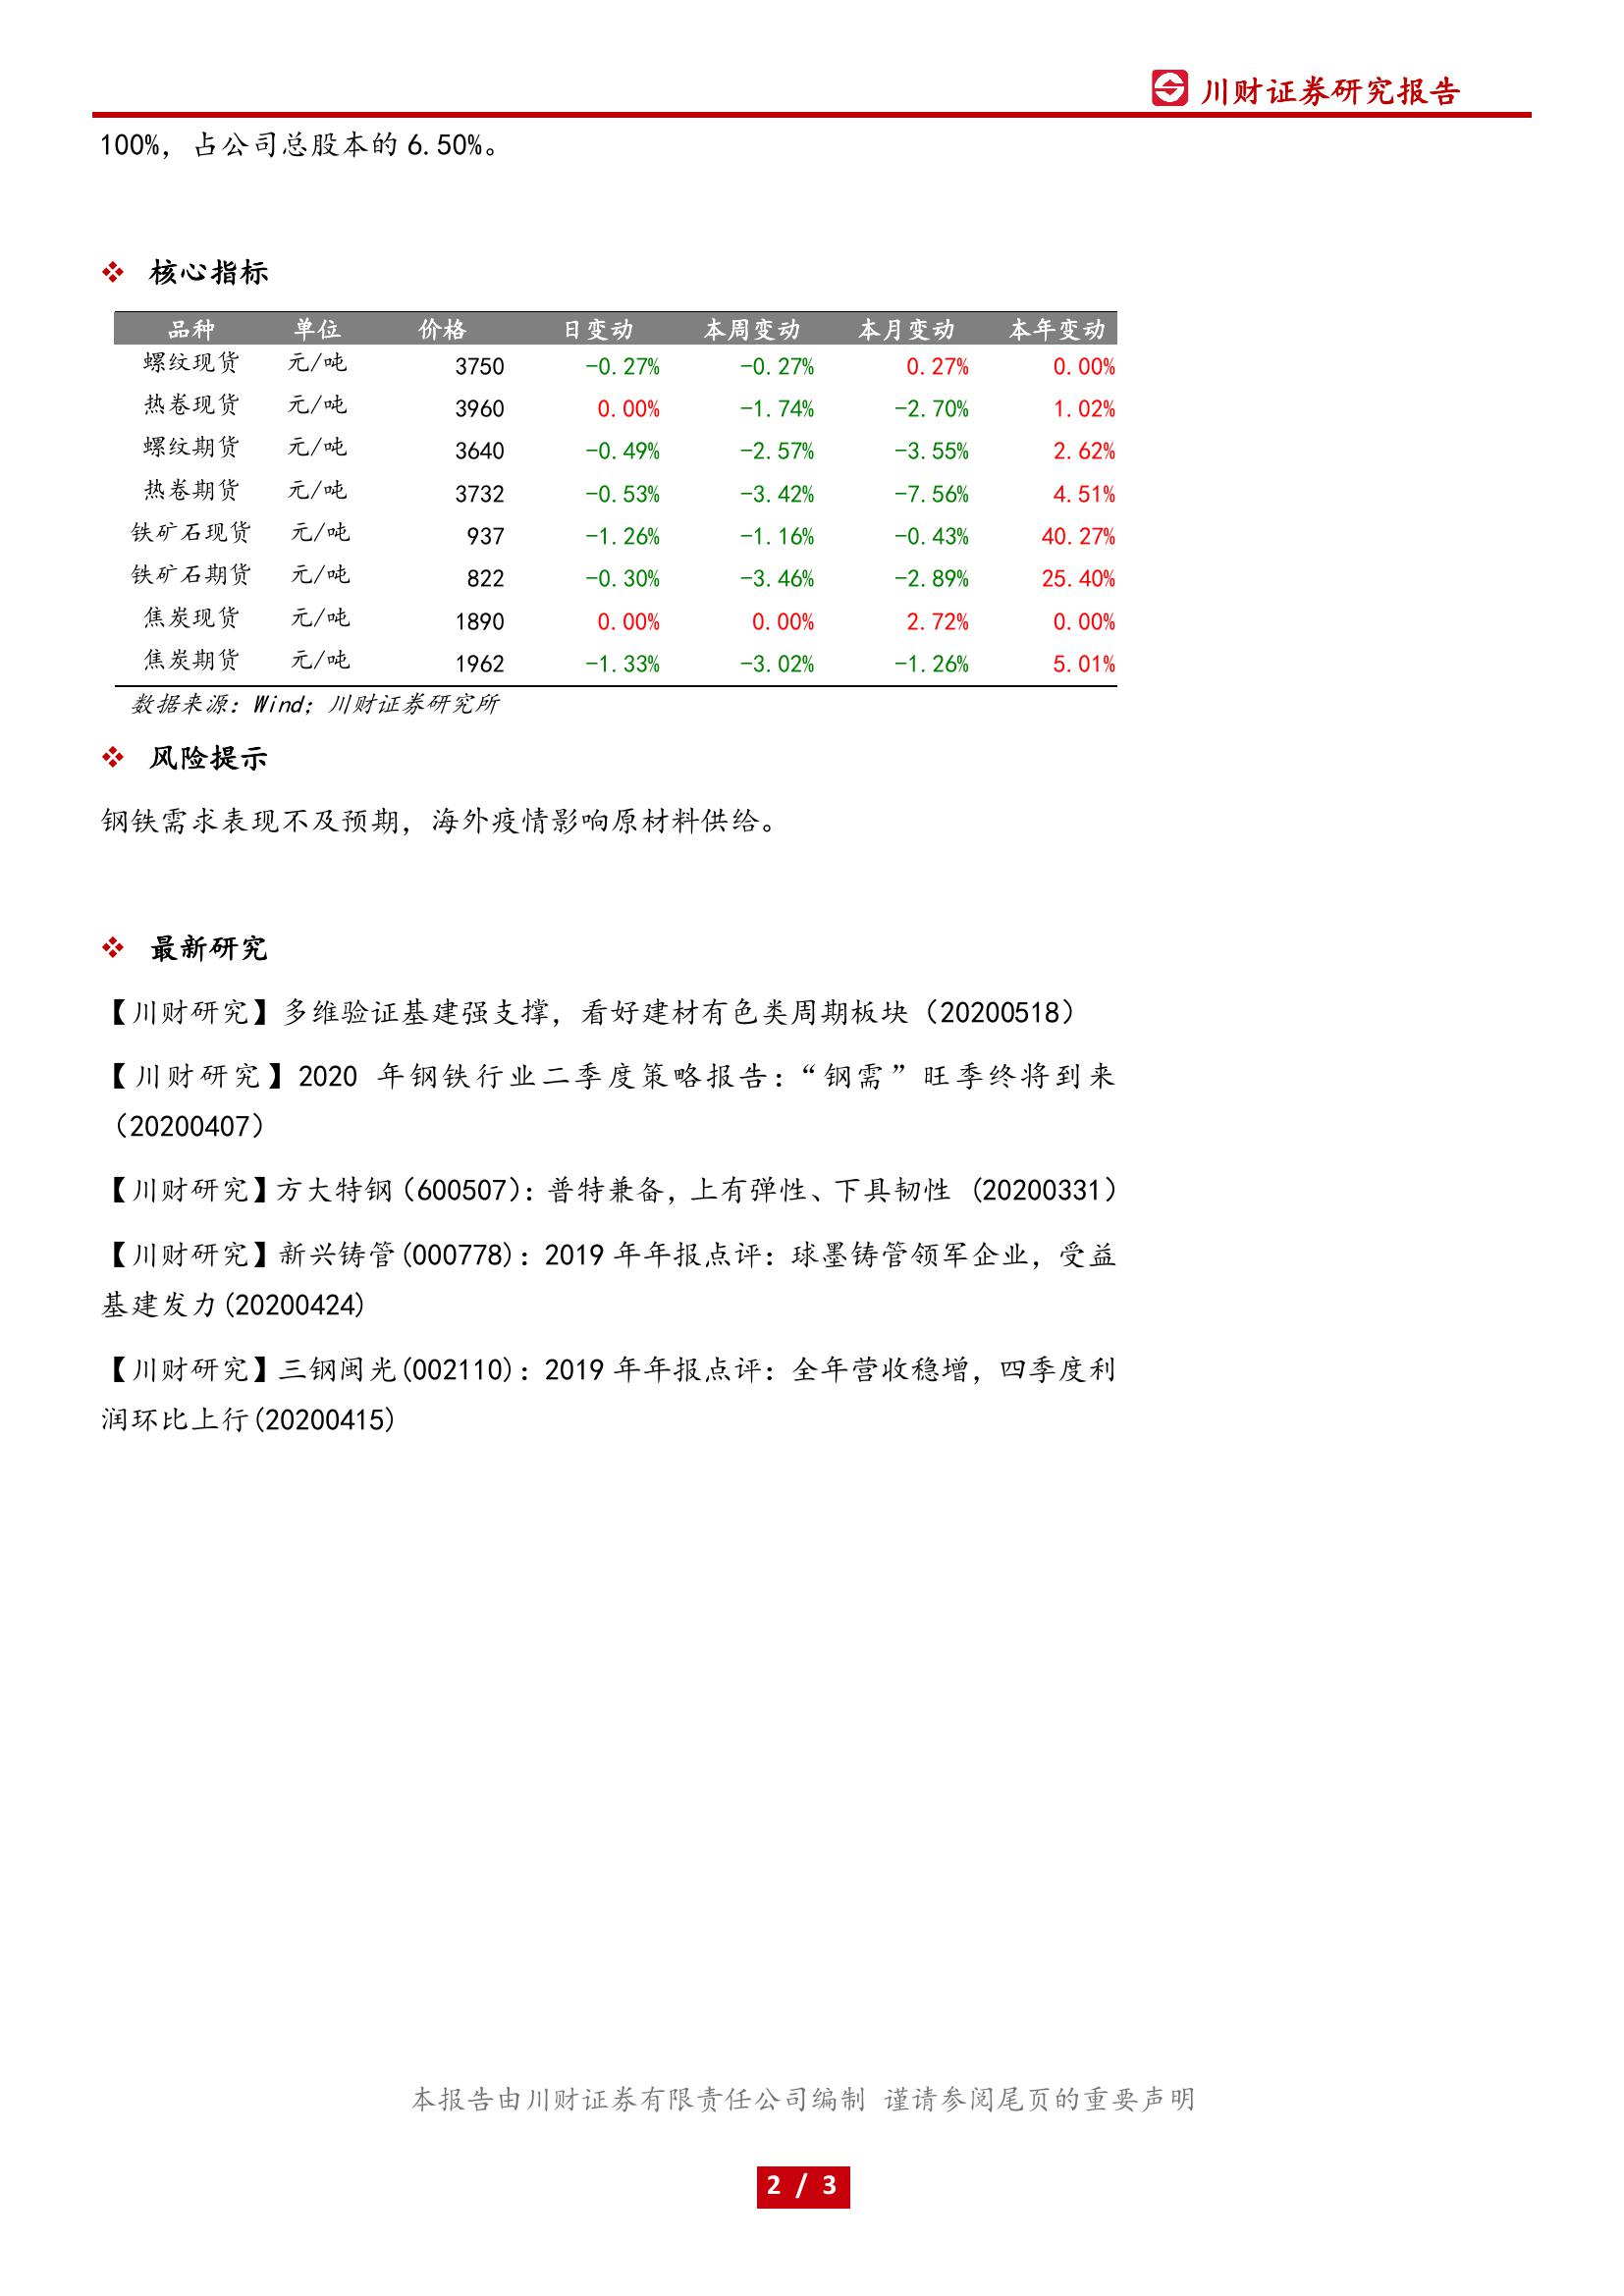 川财证券研究报告
100%，占公司总股本的 6.50%。
❖ 核心指标
品种 单位 价格 日变动 本周变动 本月变动 本年变动
螺纹现货 元/吨 3750 -0.27% -0.27% 0.27% 0.00%
热卷现货 元/吨 3960 0.00% -1.74% -2.70% 1.02%
螺纹期货 元/吨 3640 -0.49% -2.57% -3.55% 2.62%
热卷期货 元/吨 3732 -0.53% -3.42% -7.56% 4.51%
铁矿石现货 元/吨 937 -1.26% -1.16% -0.43% 40.27%
铁矿石期货 元/吨 822 -0.30% -3.46% -2.89% 25.40%
焦炭现货 元/吨 1890 0.00% 0.00% 2.72% 0.00%
焦炭期货 元/吨 1962 -1.33% -3.02% -1.26% 5.01%
数据来源：Wind；川财证券研究所
❖ 风险提示
钢铁需求表现不及预期，海外疫情影响原材料供给。
❖ 最新研究
【川财研究】多维验证基建强支撑，看好建材有色类周期板块（20200518）
【川财研究】2020 年钢铁行业二季度策略报告：“钢需”旺季终将到来
（20200407）
【川财研究】方大特钢（600507）：普特兼备，上有弹性、下具韧性 (20200331）
【川财研究】新兴铸管(000778)：2019 年年报点评：球墨铸管领军企业，受益
基建发力(20200424)
【川财研究】三钢闽光(002110)：2019 年年报点评：全年营收稳增，四季度利
润环比上行(20200415)
本报告由川财证券有限责任公司编制 谨请参阅尾页的重要声明
2 / 3